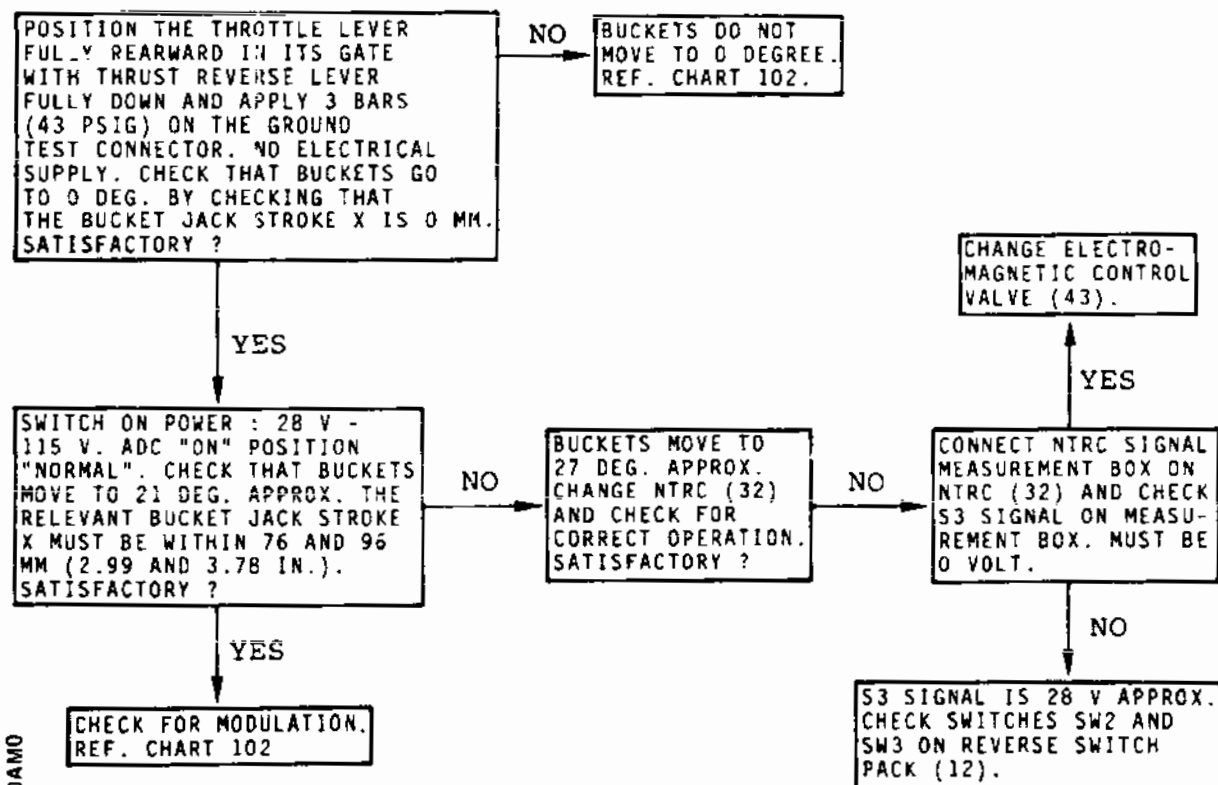 POSITION THE THROTTLE LEVER
FULLY REARWARD IN ITS GATE
WITH THRUST REVERSE LEVER
FULLY DOWN AND APPLY 3 BARS
(43 PSIG) ON THE GROUND
TEST CONNECTOR. NO ELECTRICAL
SUPPLY. CHECK THAT BUCKETS GO
TO 0 DEG. BY CHECKING THAT
THE BUCKET JACK STROKE X IS 0 MM.
SATISFACTORY ?
NO
BUCKETS DO NOT
MOVE TO 0 DEGREE.
REF. CHART 102.
YES
SWITCH ON POWER : 28 V -
115 V. ADC "ON" POSITION
"NORMAL". CHECK THAT BUCKETS
MOVE TO 21 DEG. APPROX. THE
RELEVANT BUCKET JACK STROKE
X MUST BE WITHIN 76 AND 96
MM (2.99 AND 3.78 IN.).
SATISFACTORY ?
NO
BUCKETS MOVE TO
27 DEG. APPROX.
CHANGE NTRC (32)
AND CHECK FOR
CORRECT OPERATION.
SATISFACTORY ?
NO
CONNECT NTRC SIGNAL
MEASUREMENT BOX ON
NTRC (32) AND CHECK
S3 SIGNAL ON MEASU-
REMENT BOX. MUST BE
0 VOLT.
YES
CHANGE ELECTRO-
MAGNETIC CONTROL
VALVE (43).
NO
S3 SIGNAL IS 28 V APPROX.
CHECK SWITCHES SW2 AND
SW3 ON REVERSE SWITCH
PACK (12).
YES
CHECK FOR MODULATION.
REF. CHART 102